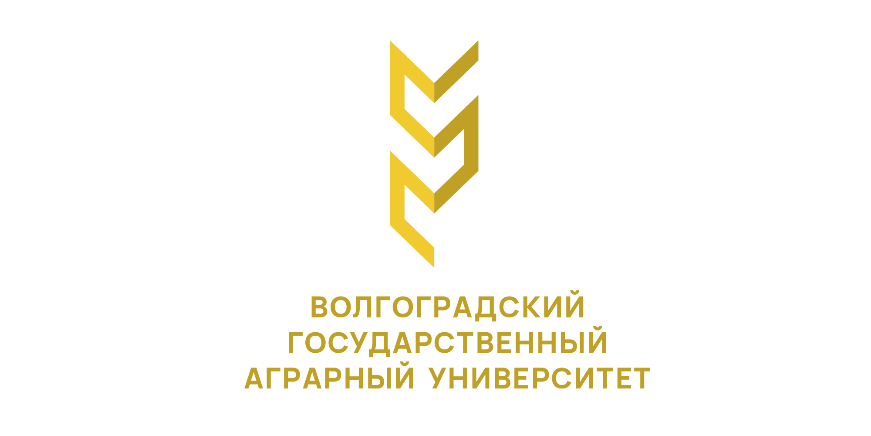 ВОЛГОГРАДСКИЙ
ГОСУДАРСТВЕННЫЙ
АГРАРНЫЙ УНИВЕРСИТЕТ